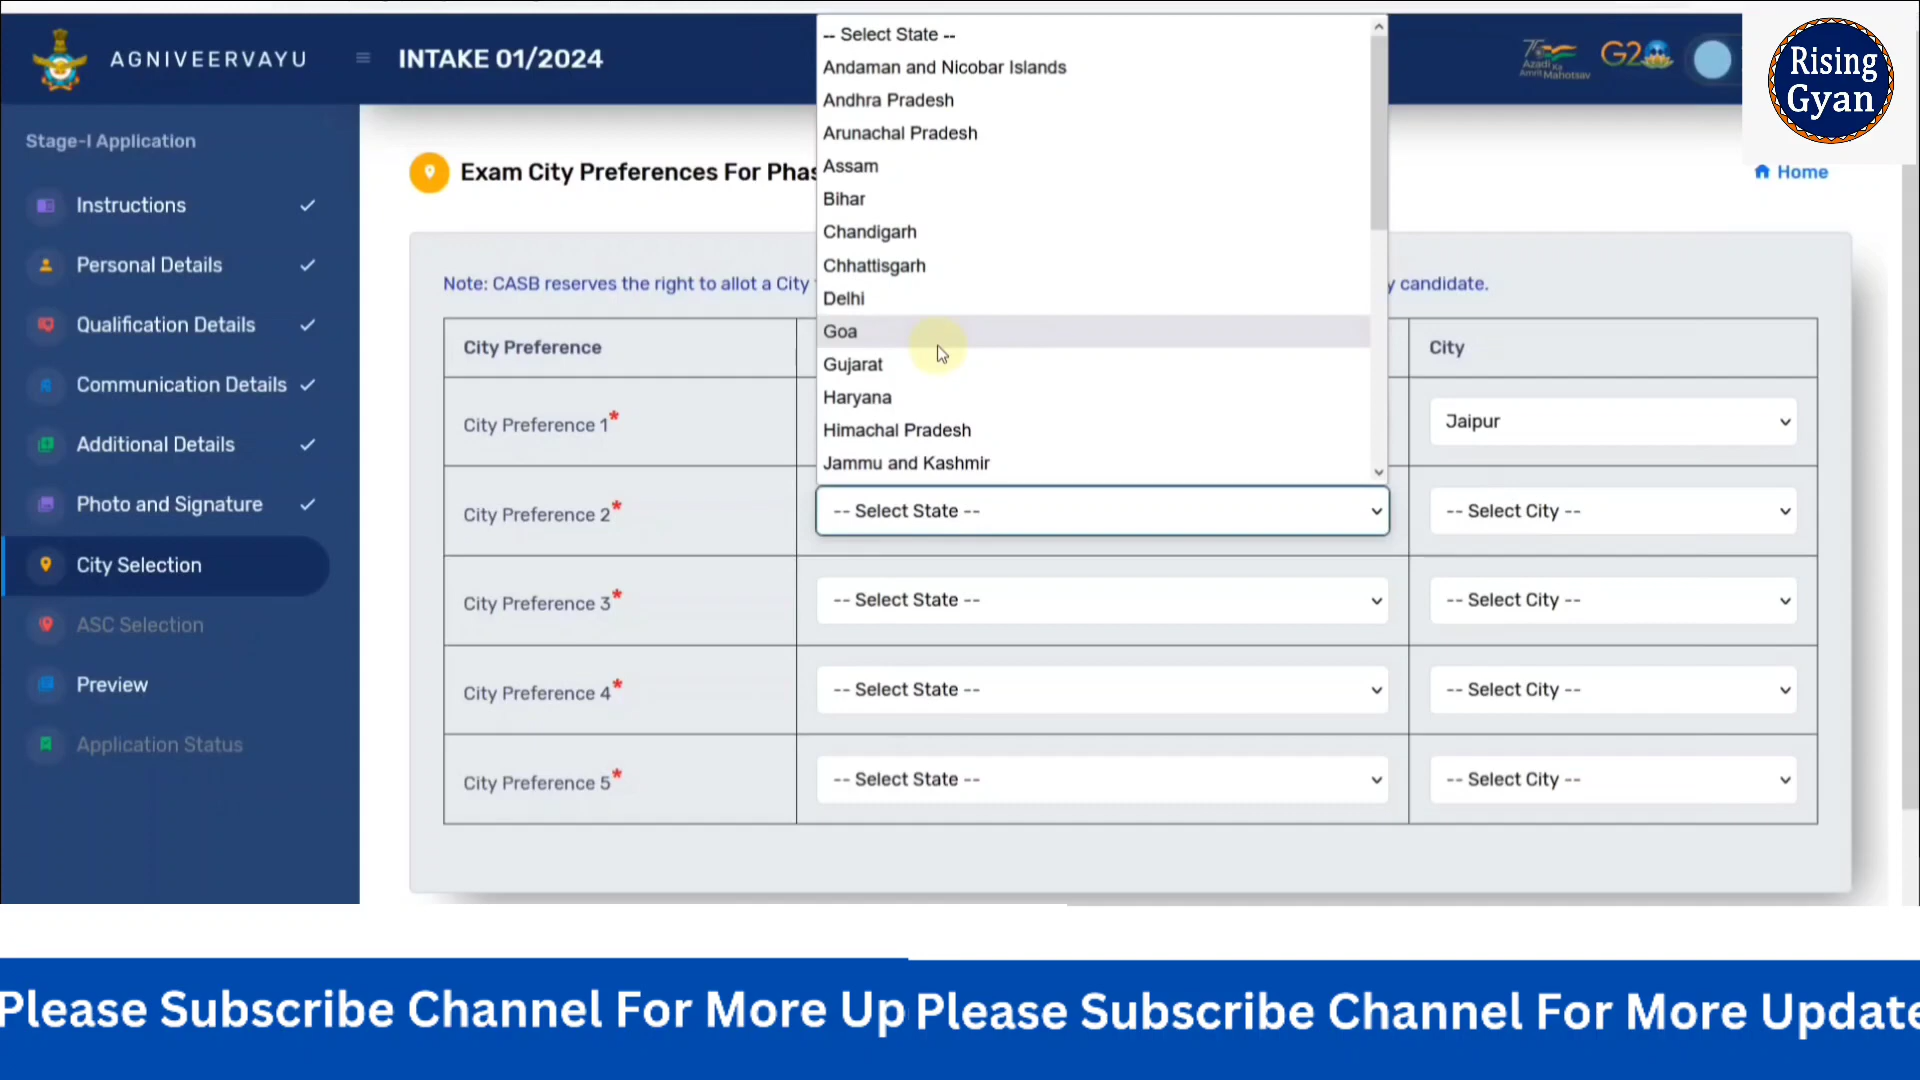 AGNIVEERVAYU
INTAKE 01/2024
Azadi Ka
Amrit Mahotsav
G20
Rising
Gyan
Stage-I Application
Instructions
Personal Details
Qualification Details
Communication Details
Additional Details
Photo and Signature
City Selection
ASC Selection
Preview
Application Status
Exam City Preferences For Phas
Home
Note: CASB reserves the right to allot a City
y candidate.
-- Select State --
Andaman and Nicobar Islands
Andhra Pradesh
Arunachal Pradesh
Assam
Bihar
Chandigarh
Chhattisgarh
Delhi
Goa
Gujarat
Haryana
Himachal Pradesh
Jammu and Kashmir
City Preference
City
City Preference 1*
Jaipur
City Preference 2*
-- Select State --
-- Select City --
City Preference 3*
-- Select State --
-- Select City --
City Preference 4*
-- Select State --
-- Select City --
City Preference 5*
-- Select State --
-- Select City --
Please Subscribe Channel For More Up
Please Subscribe Channel For More Update